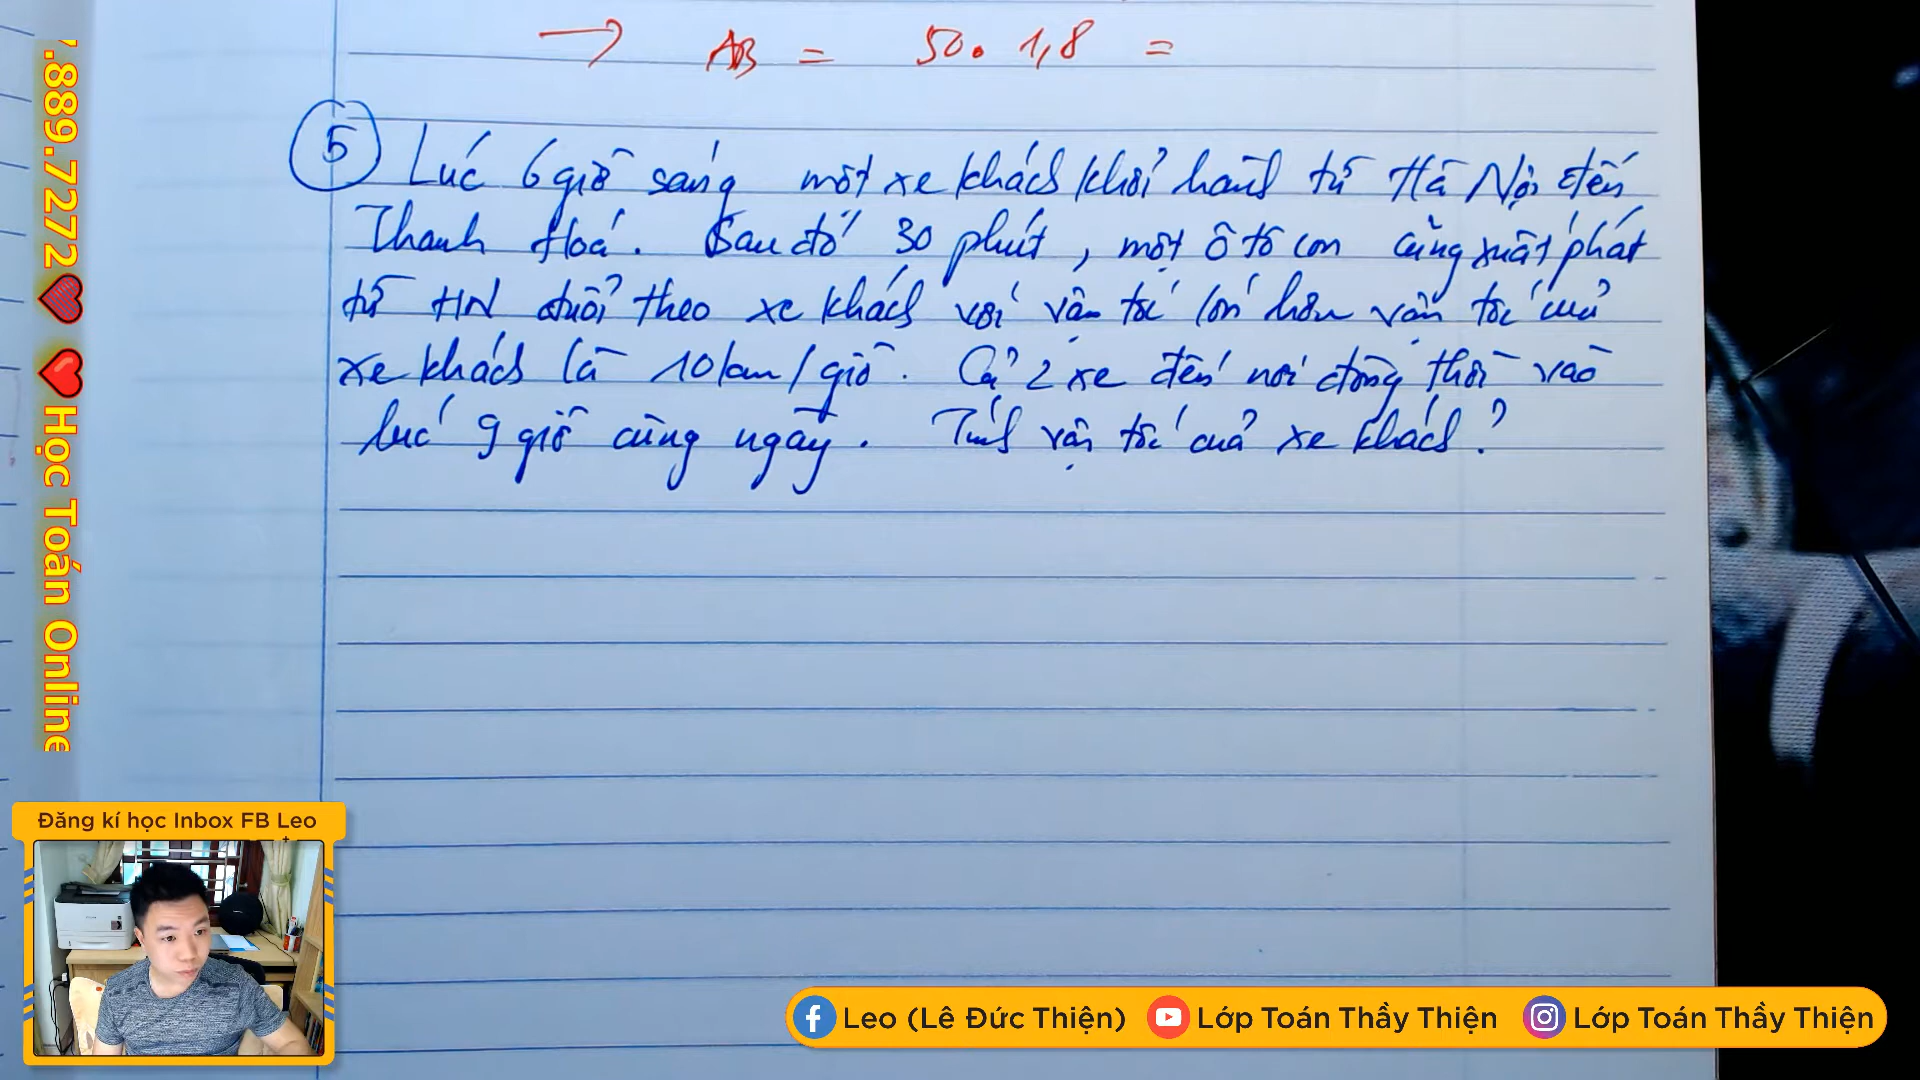 → AB = 50. 1,8 =
5 Lúc 6 giờ sáng một xe khách khởi hành từ Hà Nội đến
Thanh Hoá. Sau đó 30 phút, một ô tô con cũng xuất phát
từ HN đuổi theo xe khách với vận tốc lớn hơn vận tốc của
xe khách là 10km/giờ. Cả 2 xe đến nơi đồng thời vào
lúc 9 giờ cùng ngày. Tính vận tốc của xe khách?
7.889.7272❤️ ❤️Học Toán Online
Đăng kí học Inbox FB Leo
Leo (Lê Đức Thiện) Lớp Toán Thầy Thiện Lớp Toán Thầy Thiện